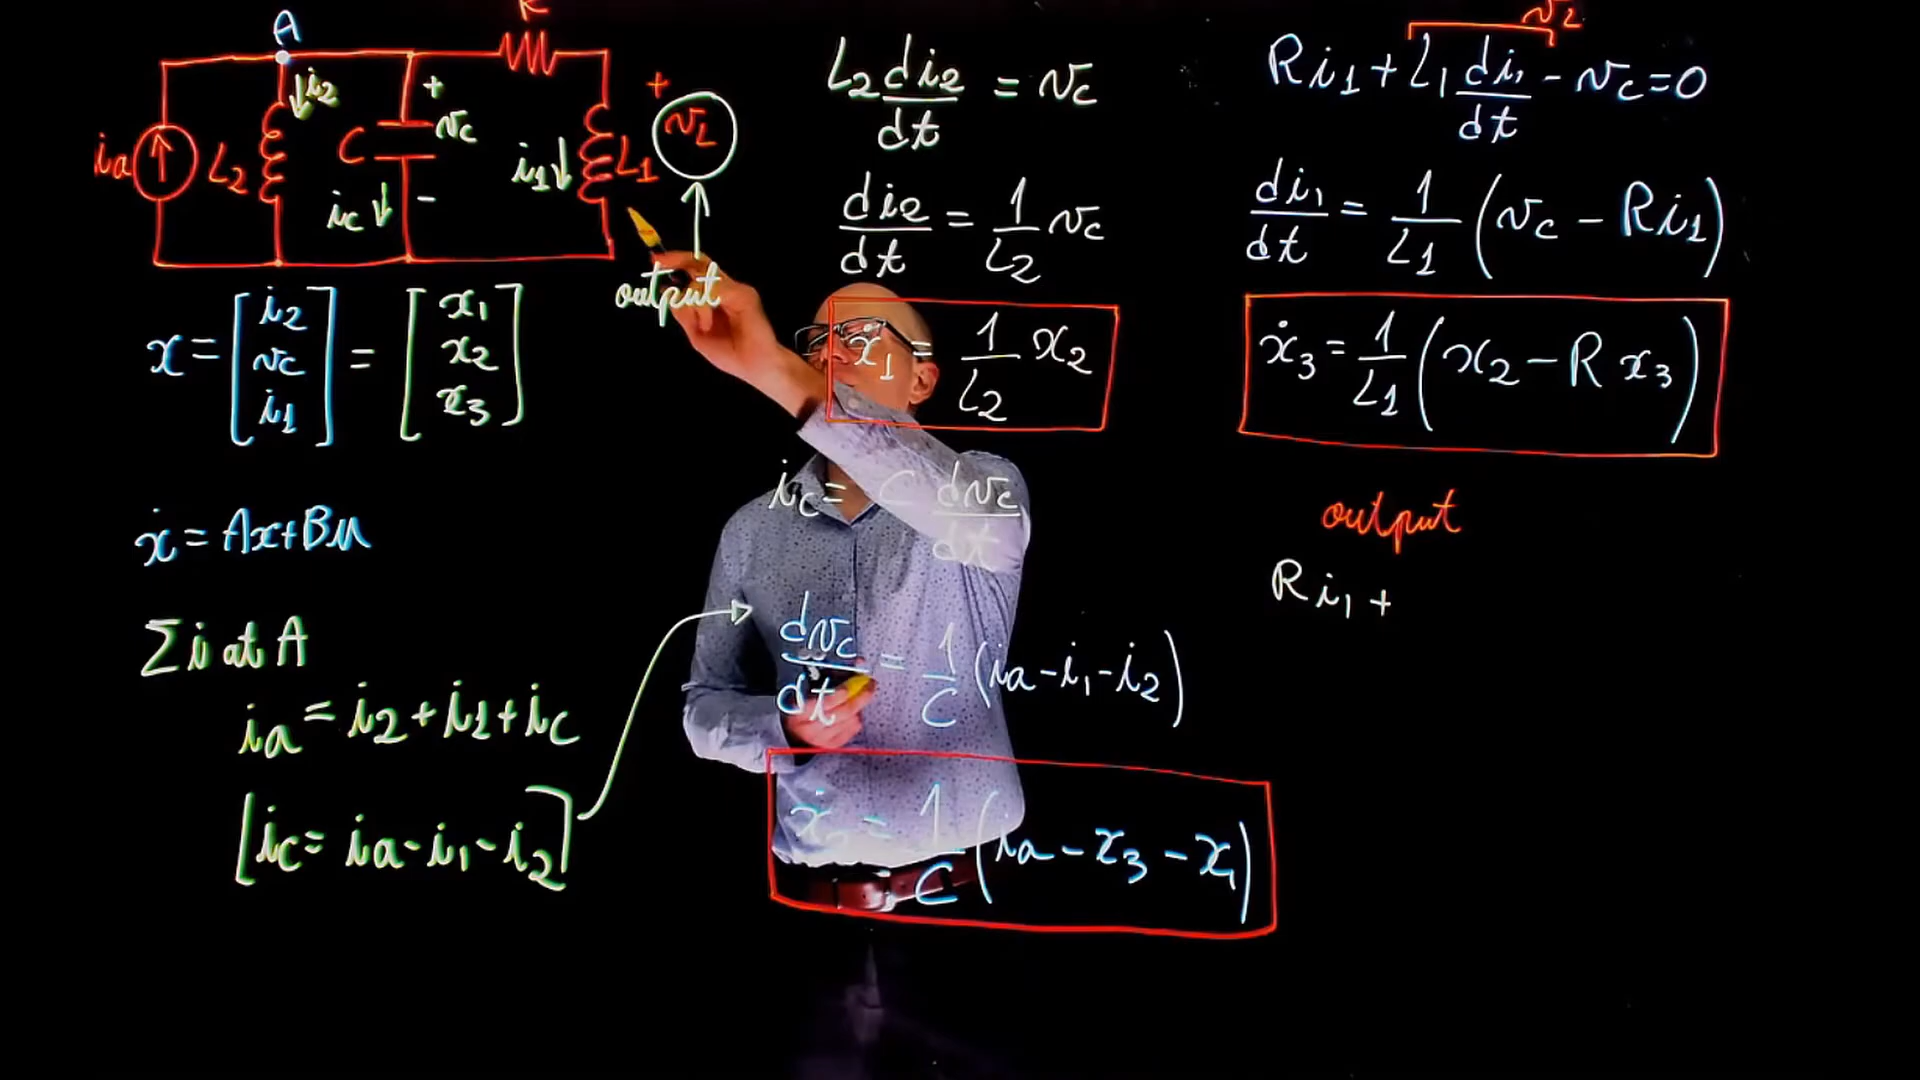 A
R
ia
L2
i2
C
+
vc
-
ic
i1
L1
+
vL
output
x = [i2 vc i1] = [x1 x2 x3]
ẋ = Ax+Bu
∑i at A
ia = i2+i1+ic
[ic = ia-i1-i2]
L2 di2/dt = vc
di2/dt = 1/L2 vc
ẋ1 = 1/L2 x2
ic = C dvc/dt
dvc/dt = 1/C (ia-i1-i2)
= 1/C (ia - x3 - x1)
Ri1 + L1 di1/dt - vc = 0
di1/dt = 1/L1 (vc - Ri1)
ẋ3 = 1/L1 (x2 - R x3)
output
Ri1 +